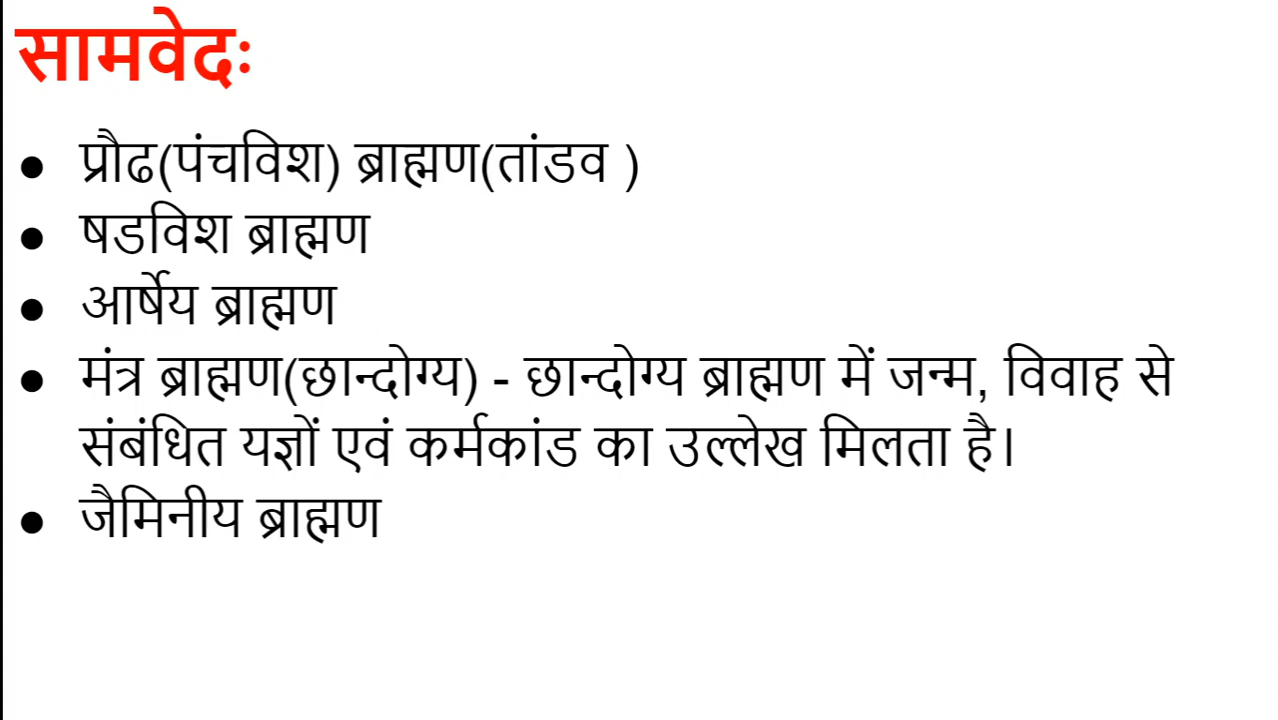 सामवेदः
● प्रौढ(पंचविश) ब्राह्मण(तांडव )
● षडविश ब्राह्मण
● आर्षेय ब्राह्मण
● मंत्र ब्राह्मण(छान्दोग्य) - छान्दोग्य ब्राह्मण में जन्म, विवाह से
संबंधित यज्ञों एवं कर्मकांड का उल्लेख मिलता है।
● जैमिनीय ब्राह्मण